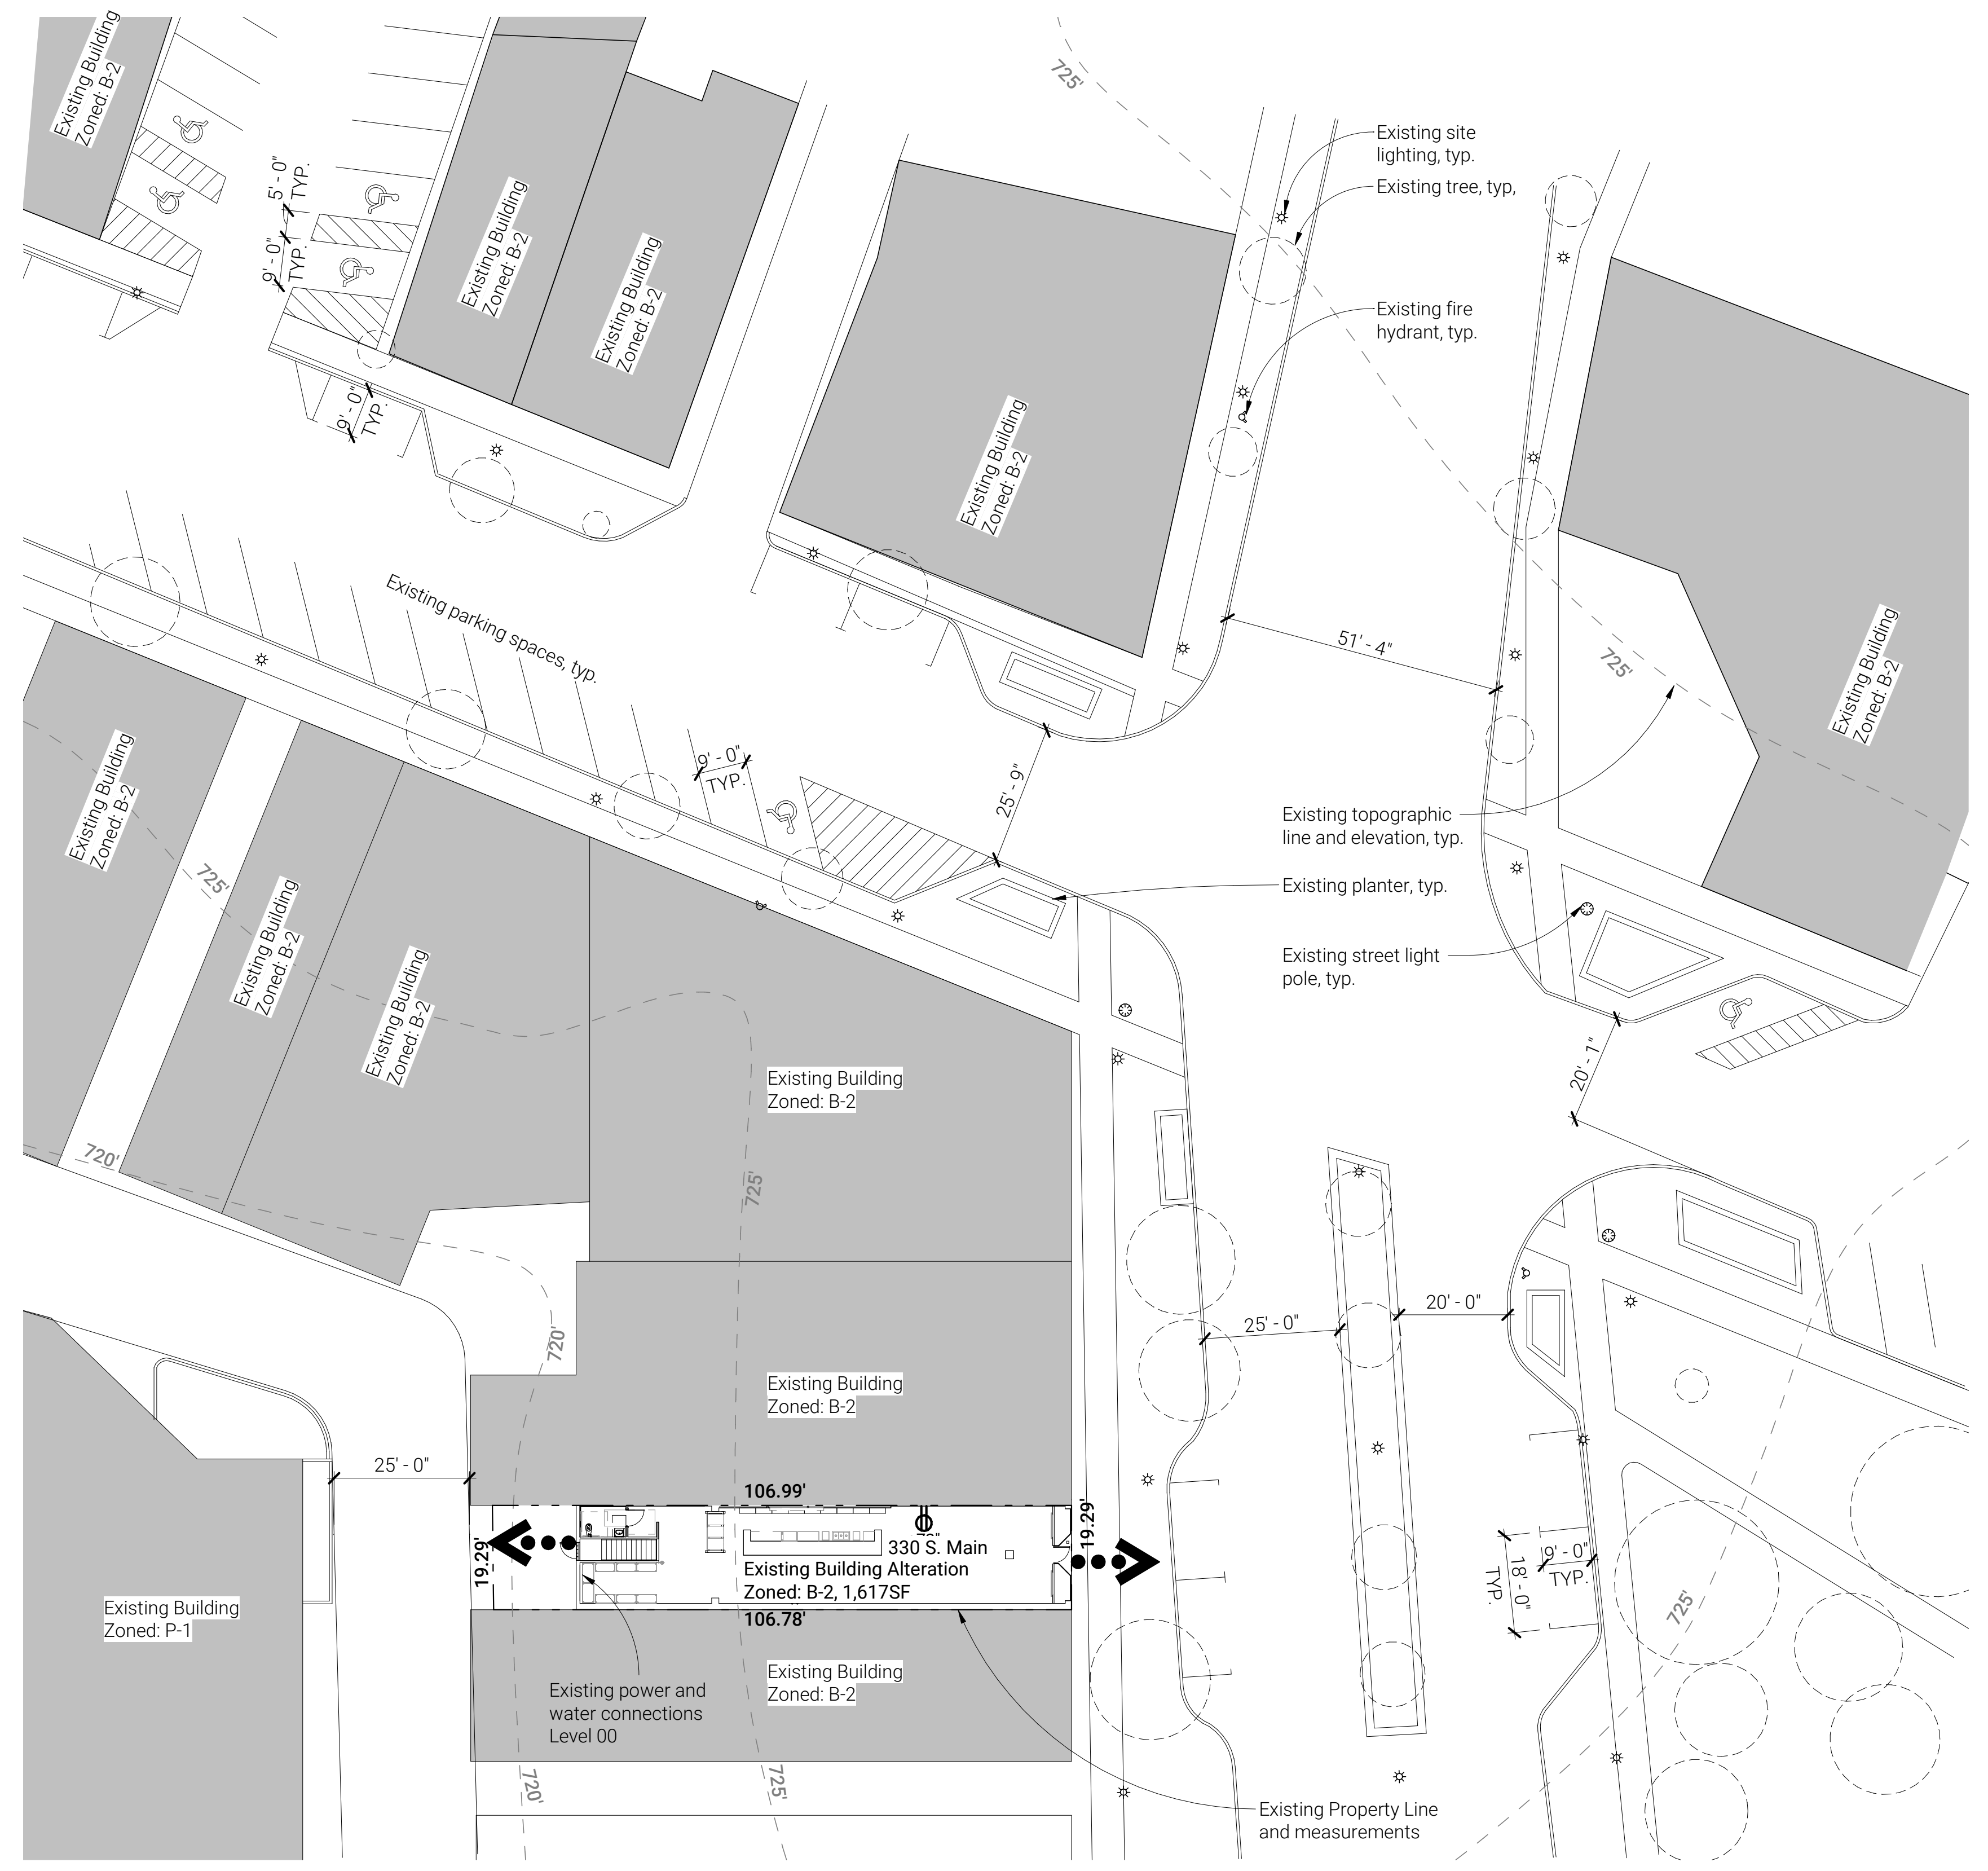 Existing Building
Zoned: B-2
725'
Existing site
lighting, typ.
Existing tree, typ,
5' - 0"
TYP.
9' - 0"
TYP.
Existing Building
Zoned: B-2
Existing Building
Zoned: B-2
Existing fire
hydrant, typ.
9' - 0"
TYP.
Existing Building
Zoned: B-2
Existing parking spaces, typ.
51' - 4"
725'
Existing Building
Zoned: B-2
Existing Building
Zoned: B-2
9' - 0"
TYP.
25' - 9"
Existing topographic
line and elevation, typ.
725'
Existing Building
Zoned: B-2
Existing planter, typ.
Existing Building
Zoned: B-2
Existing street light
pole, typ.
20' - 1"
Existing Building
Zoned: B-2
720'
725'
25' - 0"
20' - 0"
720'
Existing Building
Zoned: B-2
25' - 0"
106.99'
19.29'
19.29'
330 S. Main
Existing Building Alteration
Zoned: B-2, 1,617SF
106.78'
9' - 0"
TYP.
18' - 0"
TYP.
725'
Existing Building
Zoned: P-1
Existing Building
Zoned: B-2
Existing power and
water connections
Level 00
720'
725'
Existing Property Line
and measurements